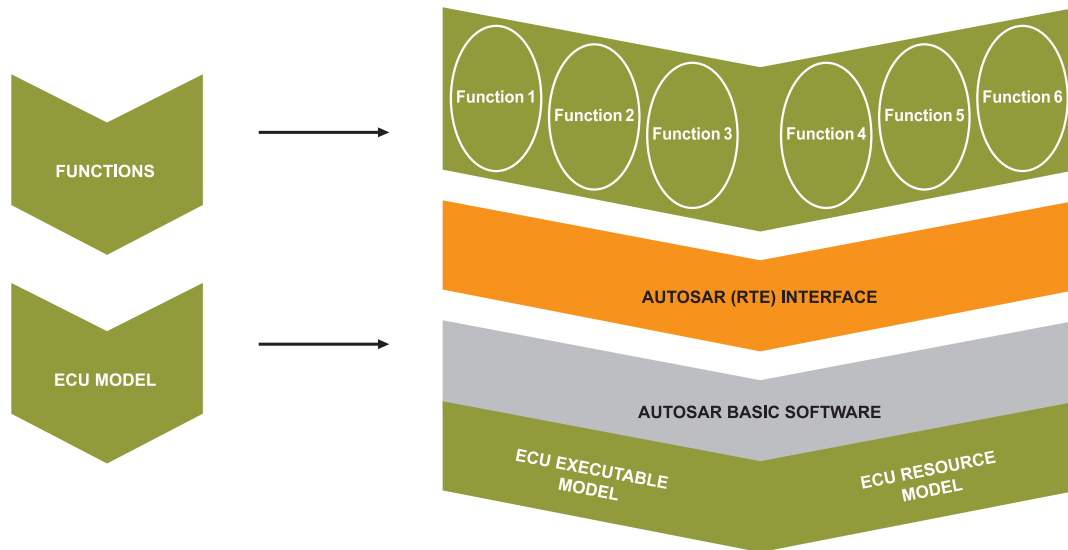 FUNCTIONS
ECU MODEL
Function 1
Function 2
Function 3
Function 4
Function 5
Function 6
AUTOSAR (RTE) INTERFACE
AUTOSAR BASIC SOFTWARE
ECU EXECUTABLE
MODEL
ECU RESOURCE
MODEL